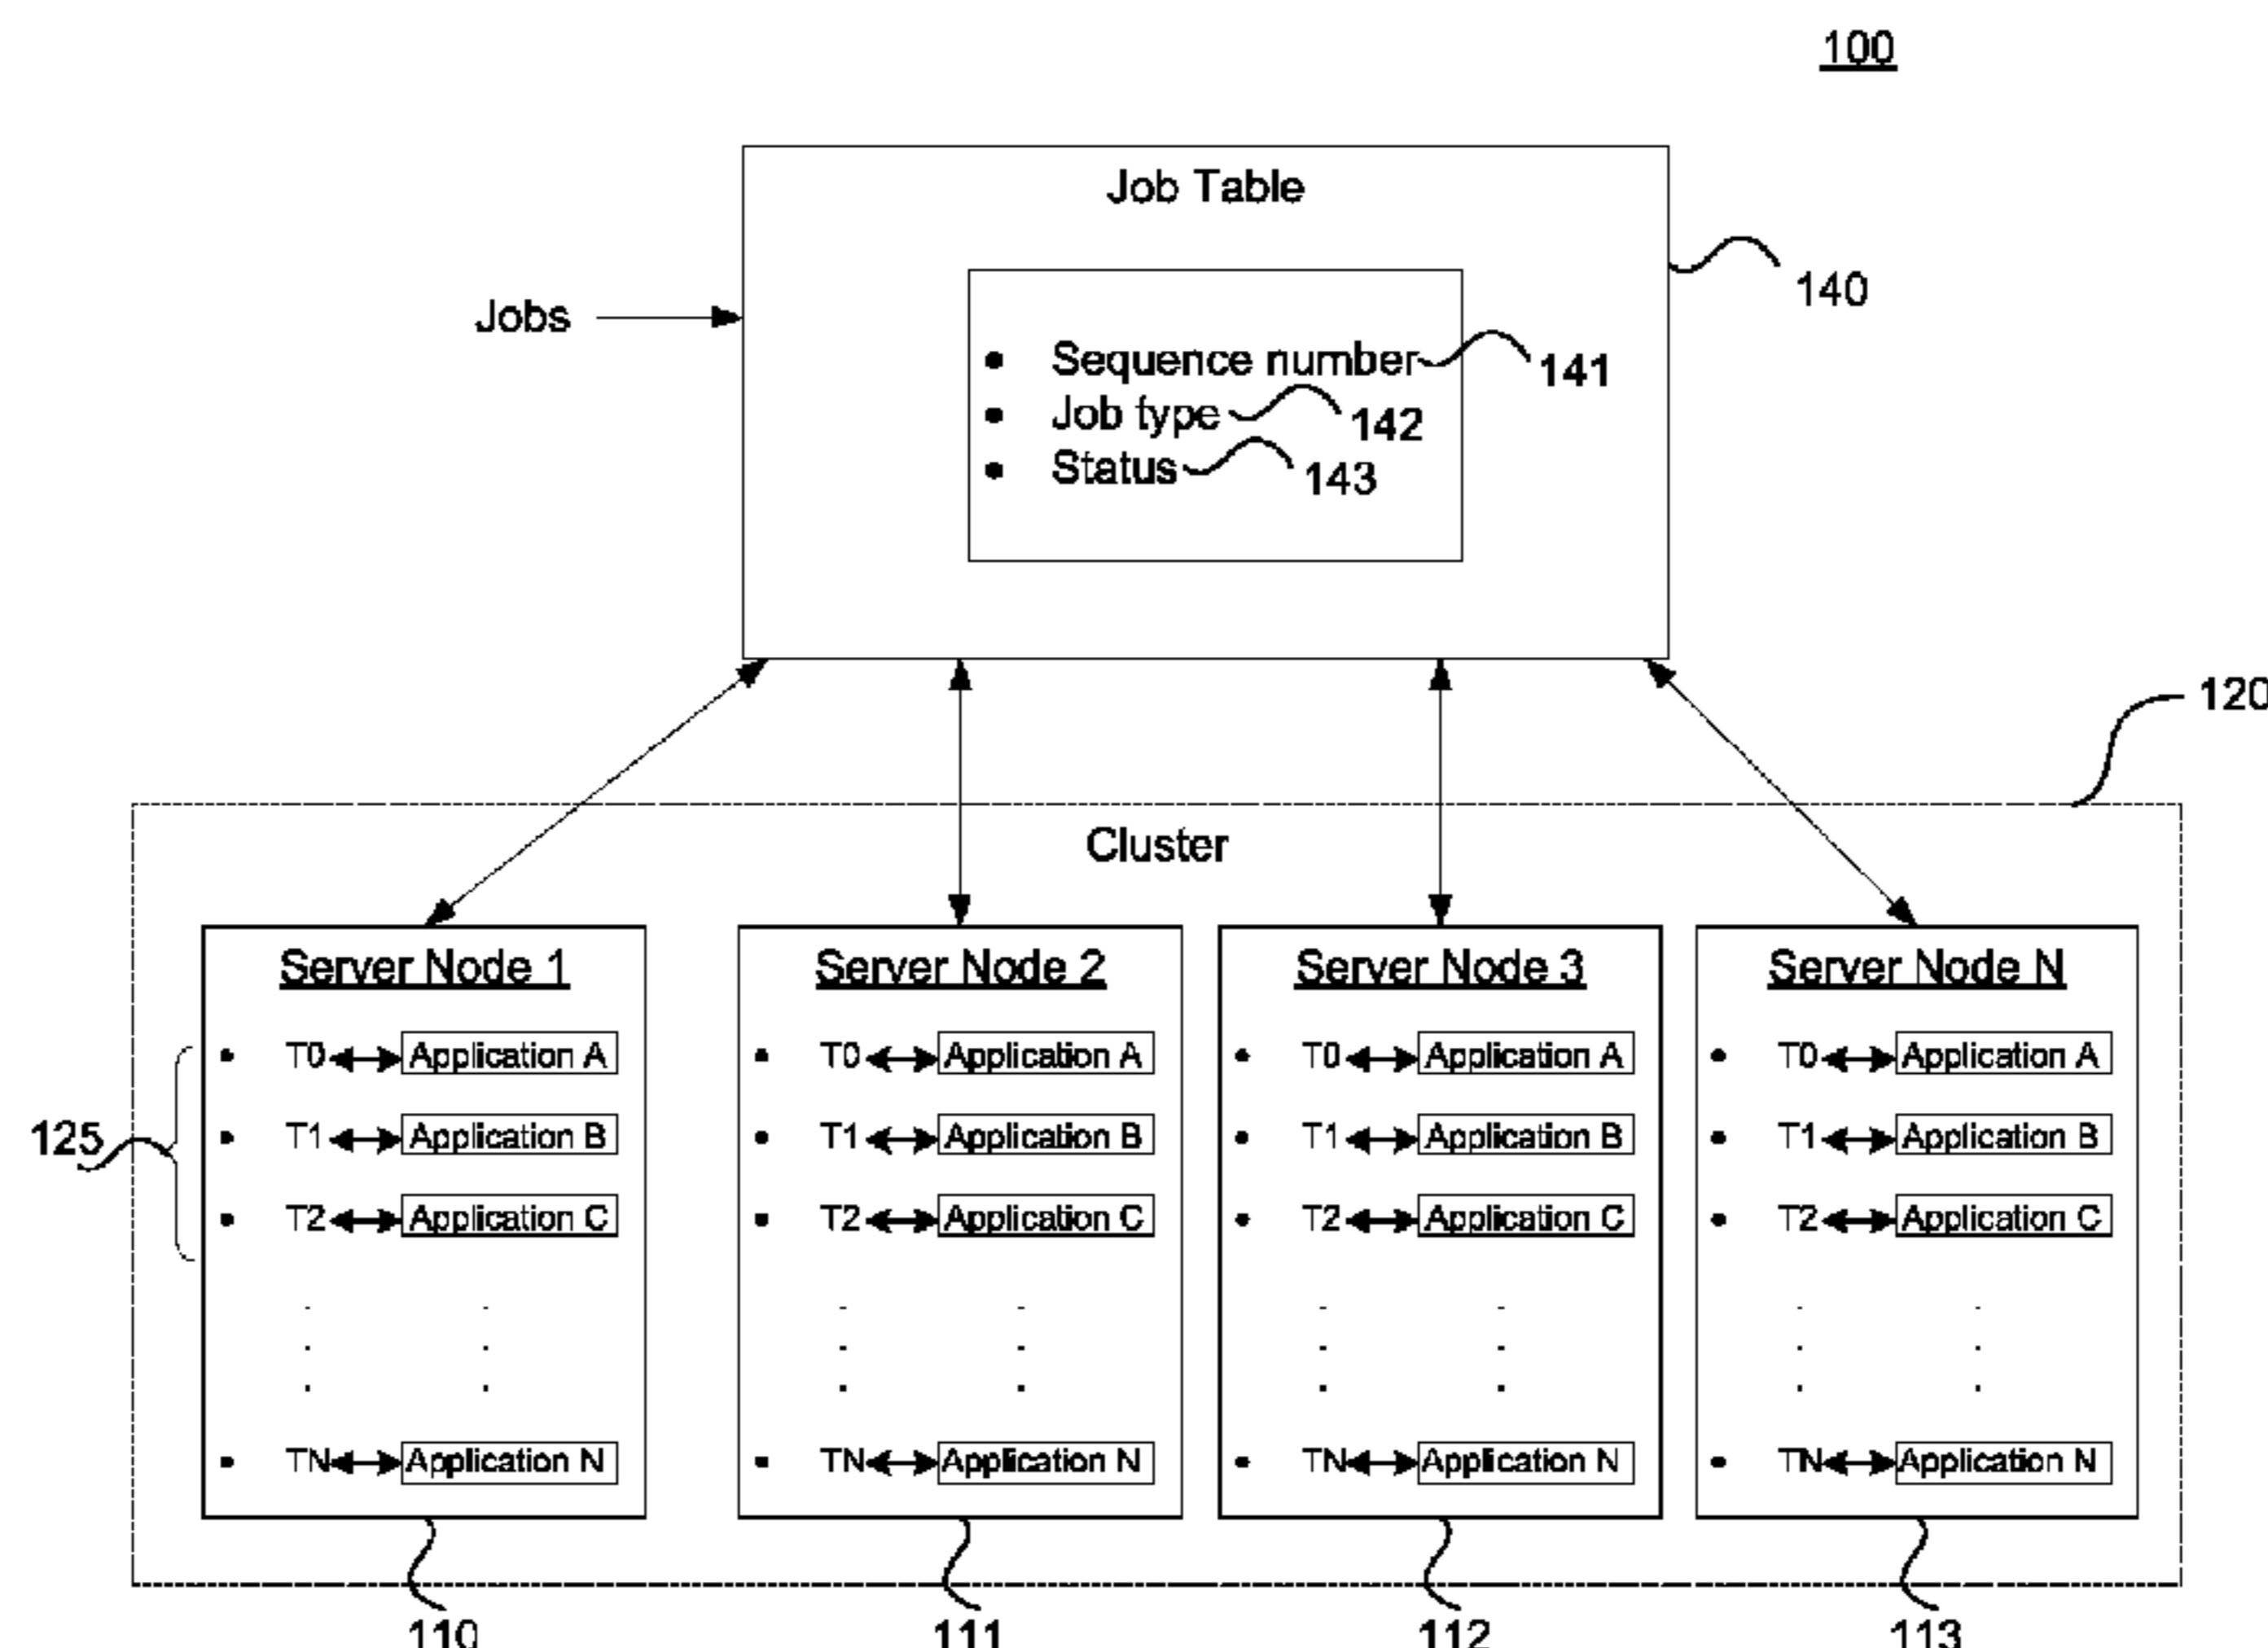 100
Job Table
Jobs
140
• Sequence number 141
• Job type 142
• Status 143
120
Cluster
Server Node 1
Server Node 2
Server Node 3
Server Node N
• T0 Application A
• T0 Application A
• T0 Application A
• T0 Application A
125
• T1 Application B
• T1 Application B
• T1 Application B
• T1 Application B
• T2 Application C
• T2 Application C
• T2 Application C
• T2 Application C
• TN Application N
• TN Application N
• TN Application N
• TN Application N
110
111
112
113